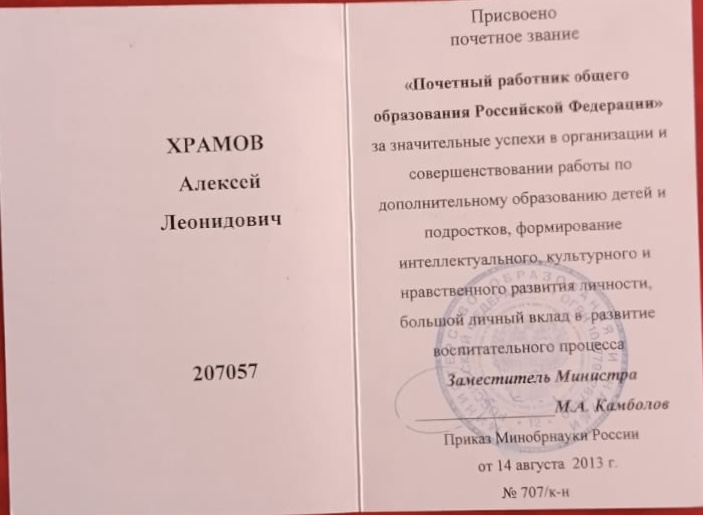 ХРАМОВ
Алексей
Леонидович
207057
Присвоено
почетное звание
«Почетный работник общего
образования Российской Федерации»
за значительные успехи в организации и
совершенствовании работы по
дополнительному образованию детей и
подростков, формирование
интеллектуального, культурного и
нравственного развития личности,
большой личный вклад в развитие
воспитательного процесса
Заместитель Министра
М.А. Камболов
Приказ Минобрнауки России
от 14 августа 2013 г.
№ 707/к-н